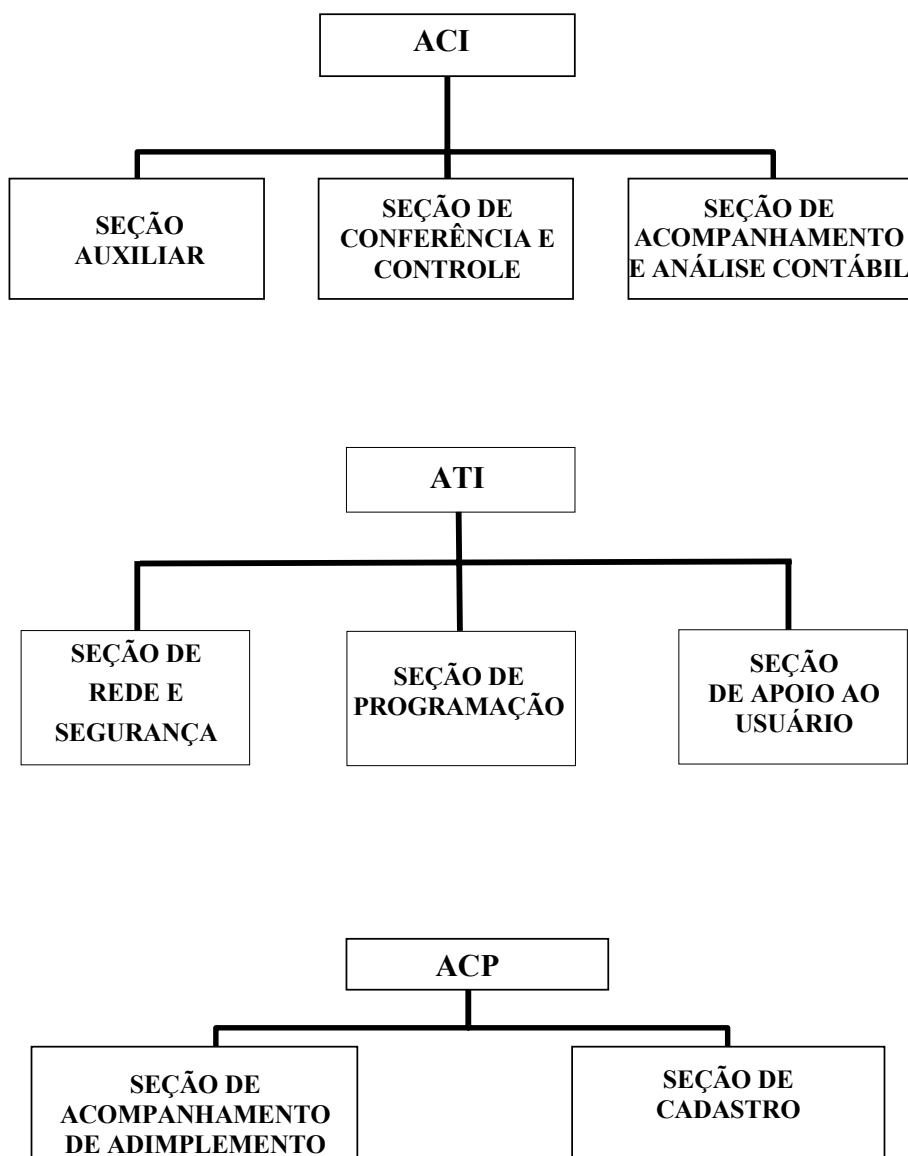 ACI
SEÇÃO
AUXILIAR
SEÇÃO DE
CONFERÊNCIA E
CONTROLE
SEÇÃO DE
ACOMPANHAMENTO
E ANÁLISE CONTÁBIL
ATI
SEÇÃO DE
REDE E
SEGURANÇA
SEÇÃO DE
PROGRAMAÇÃO
SEÇÃO
DE APOIO AO
USUÁRIO
ACP
SEÇÃO DE
ACOMPANHAMENTO
DE ADIMPLEMENTO
SEÇÃO DE
CADASTRO